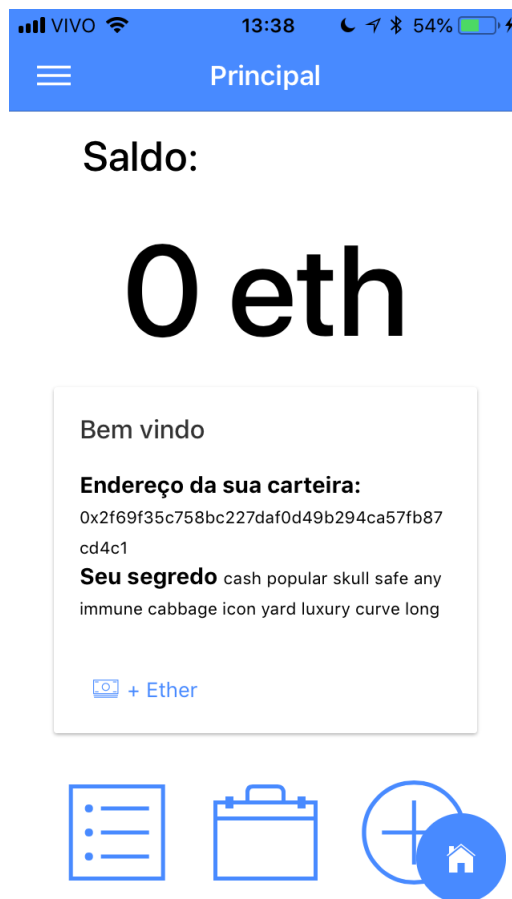 VIVO 13:38 54%
Principal
Saldo:
0 eth
Bem vindo
Endereço da sua carteira:
0x2f69f35c758bc227daf0d49b294ca57fb87
cd4c1
Seu segredo cash popular skull safe any
immune cabbage icon yard luxury curve long
+ Ether